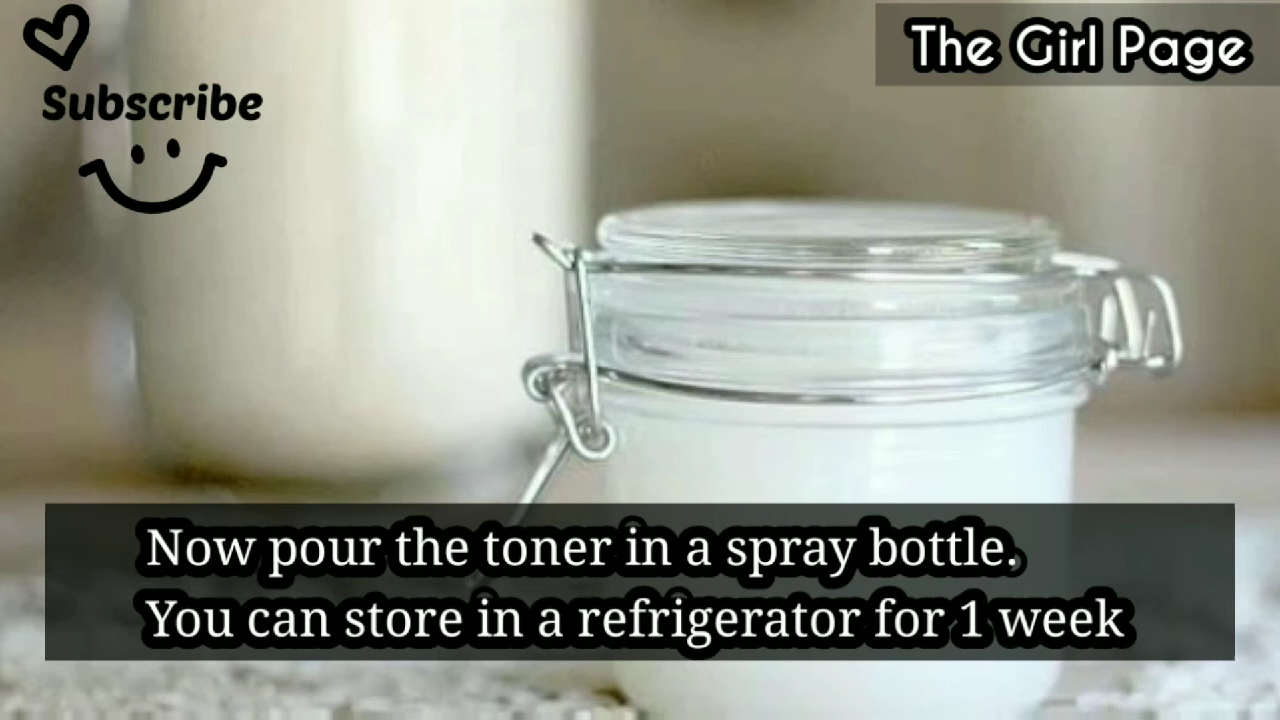 Subscribe
The Girl Page
Now pour the toner in a spray bottle.
You can store in a refrigerator for 1 week